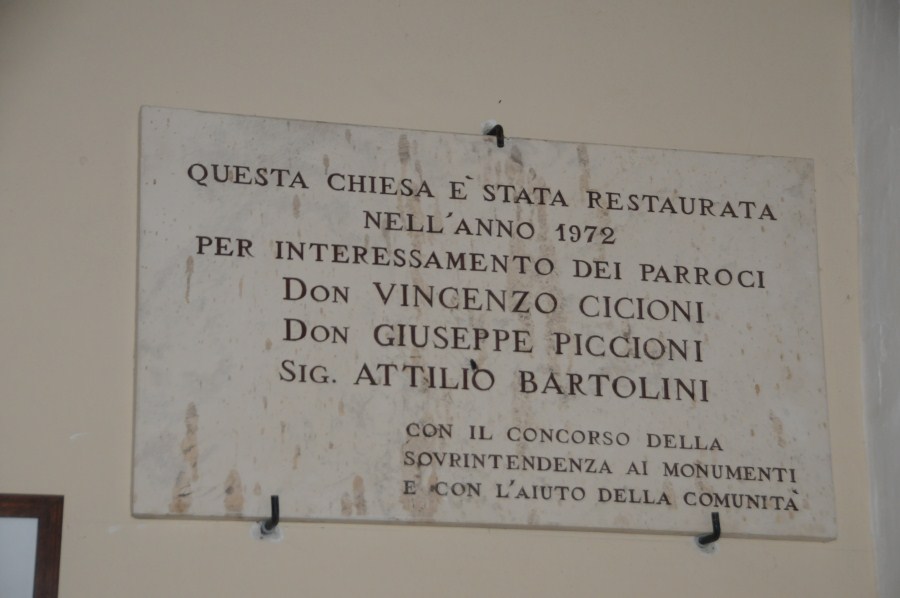 QUESTA CHIESA E' STATA RESTAURATA
NELL'ANNO 1972
PER INTERESSAMENTO DEI PARROCI
DON VINCENZO CICIONI
DON GIUSEPPE PICCIONI
SIG. ATTILIO BARTOLINI
CON IL CONCORSO DELLA
SOVRINTENDENZA AI MONUMENTI
E CON L'AIUTO DELLA COMUNITÀ